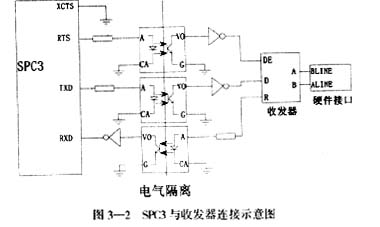 XCTS
RTS
A
VO
CA
G
SPC3
DE
TXD
A
VO
CA
G
D
A
BLINE
B
ALINE
R
收发器
硬件接口
RXD
VO
A
G
CA
电气隔离
图 3—2 SPC3 与收发器连接示意图